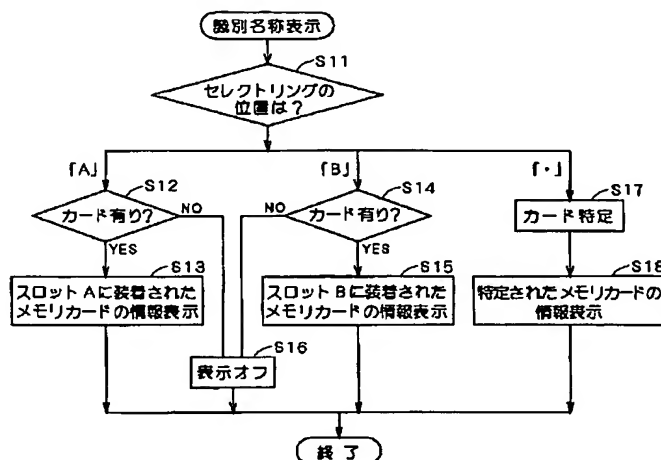 識別名称表示
S11
セレクトリングの
位置は？
「A」
「B」
「・」
S12
カード有り？
NO
YES
S14
NO
カード有り？
YES
S17
カード特定
S13
スロットAに装着された
メモリカードの情報表示
S15
スロットBに装着された
メモリカードの情報表示
S18
特定されたメモリカードの
情報表示
S16
表示オフ
終了